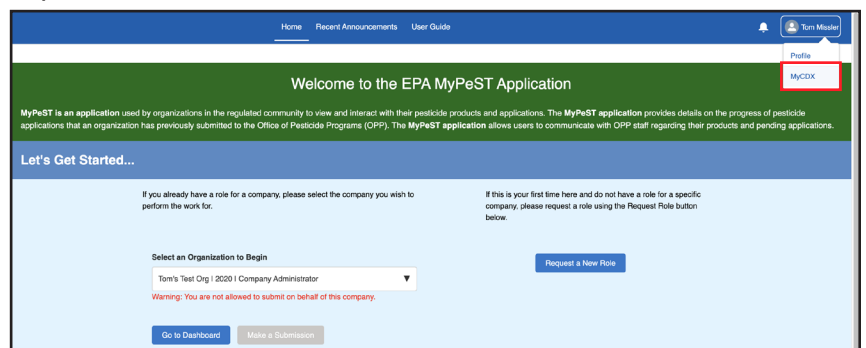 Home Recent Announcements User Guide Tom Missler
Profile
MyCDX
Welcome to the EPA MyPeST Application
MyPeST is an application used by organizations in the regulated community to view and interact with their pesticide products and applications. The MyPeST application provides details on the progress of pesticide
applications that an organization has previously submitted to the Office of Pesticide Programs (OPP). The MyPeST application allows users to communicate with OPP staff regarding their products and pending applications.
Let's Get Started...
If you already have a role for a company, please select the company you wish to
perform the work for.
If this is your first time here and do not have a role for a specific
company, please request a role using the Request Role button
below.
Select an Organization to Begin
Tom's Test Org | 2020 | Company Administrator
Warning: You are not allowed to submit on behalf of this company.
Request a New Role
Go to Dashboard Make a Submission